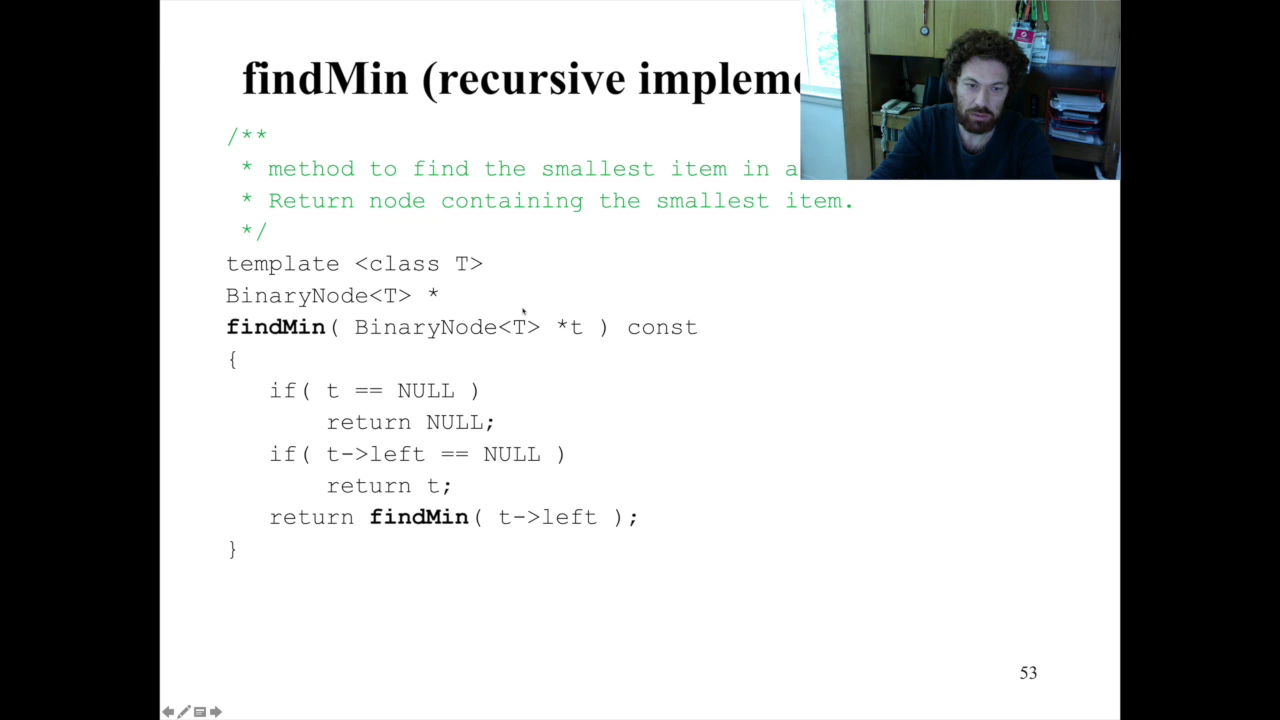 findMin (recursive
/**
* method to find the smallest item in a
* Return node containing the smallest item.
*/
template <class T>
BinaryNode<T> *
findMin( BinaryNode<T> *t ) const
{
if( t == NULL )
return NULL;
if( t->left == NULL )
return t;
return findMin( t->left );
}
53